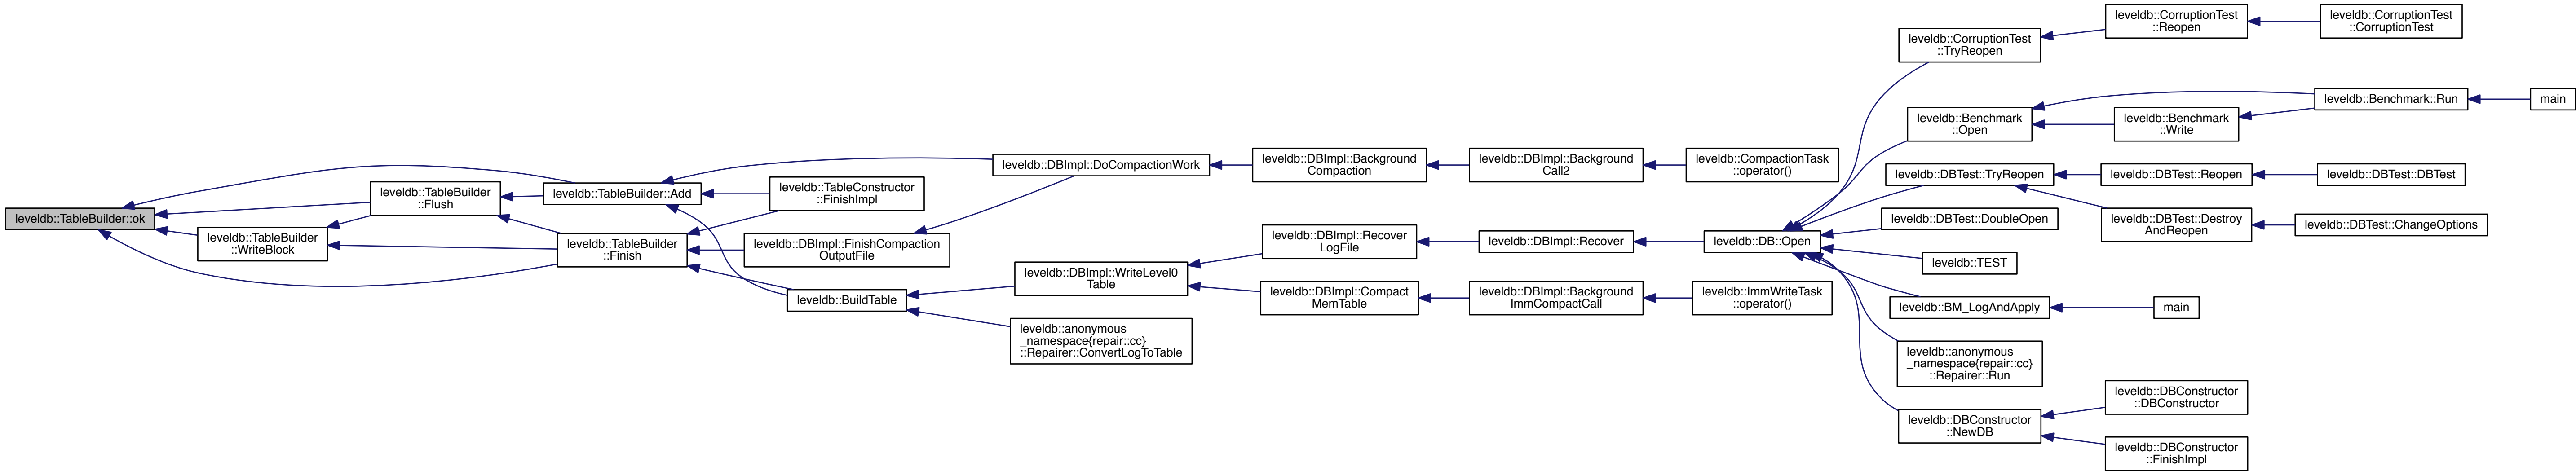 leveldb::TableBuilder::ok
leveldb::TableBuilder
::Flush
leveldb::TableBuilder
::WriteBlock
leveldb::TableBuilder::Add
leveldb::TableBuilder
::Finish
leveldb::TableConstructor
::FinishImpl
leveldb::DBImpl::FinishCompaction
OutputFile
leveldb::BuildTable
leveldb::DBImpl::DoCompactionWork
leveldb::DBImpl::WriteLevel0
Table
leveldb::anonymous
_namespace{repair::cc}
::Repairer::ConvertLogToTable
leveldb::DBImpl::Background
Compaction
leveldb::DBImpl::Recover
LogFile
leveldb::DBImpl::Compact
MemTable
leveldb::DBImpl::Background
Call2
leveldb::DBImpl::Recover
leveldb::DBImpl::Background
ImmCompactCall
leveldb::CompactionTask
::operator()
leveldb::DB::Open
leveldb::ImmWriteTask
::operator()
leveldb::CorruptionTest
::TryReopen
leveldb::Benchmark
::Open
leveldb::DBTest::TryReopen
leveldb::DBTest::DoubleOpen
leveldb::TEST
leveldb::BM_LogAndApply
leveldb::anonymous
_namespace{repair::cc}
::Repairer::Run
leveldb::DBConstructor
::NewDB
leveldb::CorruptionTest
::Reopen
leveldb::Benchmark
::Write
leveldb::DBTest::Reopen
leveldb::DBTest::Destroy
AndReopen
main
leveldb::DBConstructor
::DBConstructor
leveldb::DBConstructor
::FinishImpl
leveldb::CorruptionTest
::CorruptionTest
leveldb::Benchmark::Run
leveldb::DBTest::DBTest
leveldb::DBTest::ChangeOptions
main